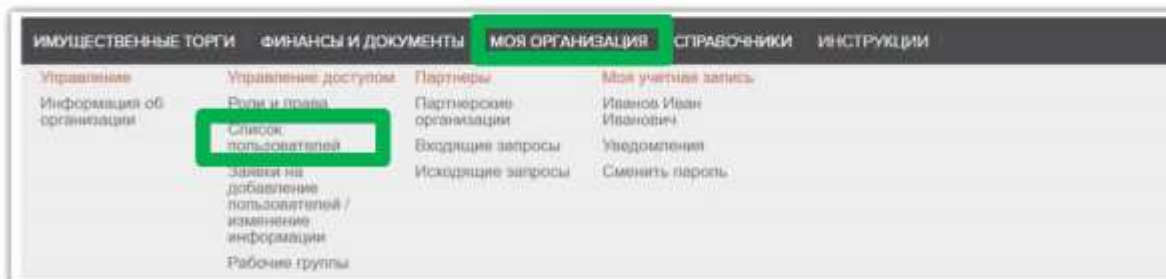 ИМУЩЕСТВЕННЫЕ ТОРГИ ФИНАНСЫ И ДОКУМЕНТЫ МОЯ ОРГАНИЗАЦИЯ СПРАВОЧНИКИ ИНСТРУКЦИИ
Управление
Информация об
организации
Управление доступом
Роли и права
Список
пользователей
Заявки на
добавление
пользователей /
изменение
информации
Рабочие группы
Партнеры
Партнерские
организации
Входящие запросы
Исходящие запросы
Моя учетная запись
Иванов Иван
Иванович
Уведомления
Сменить пароль